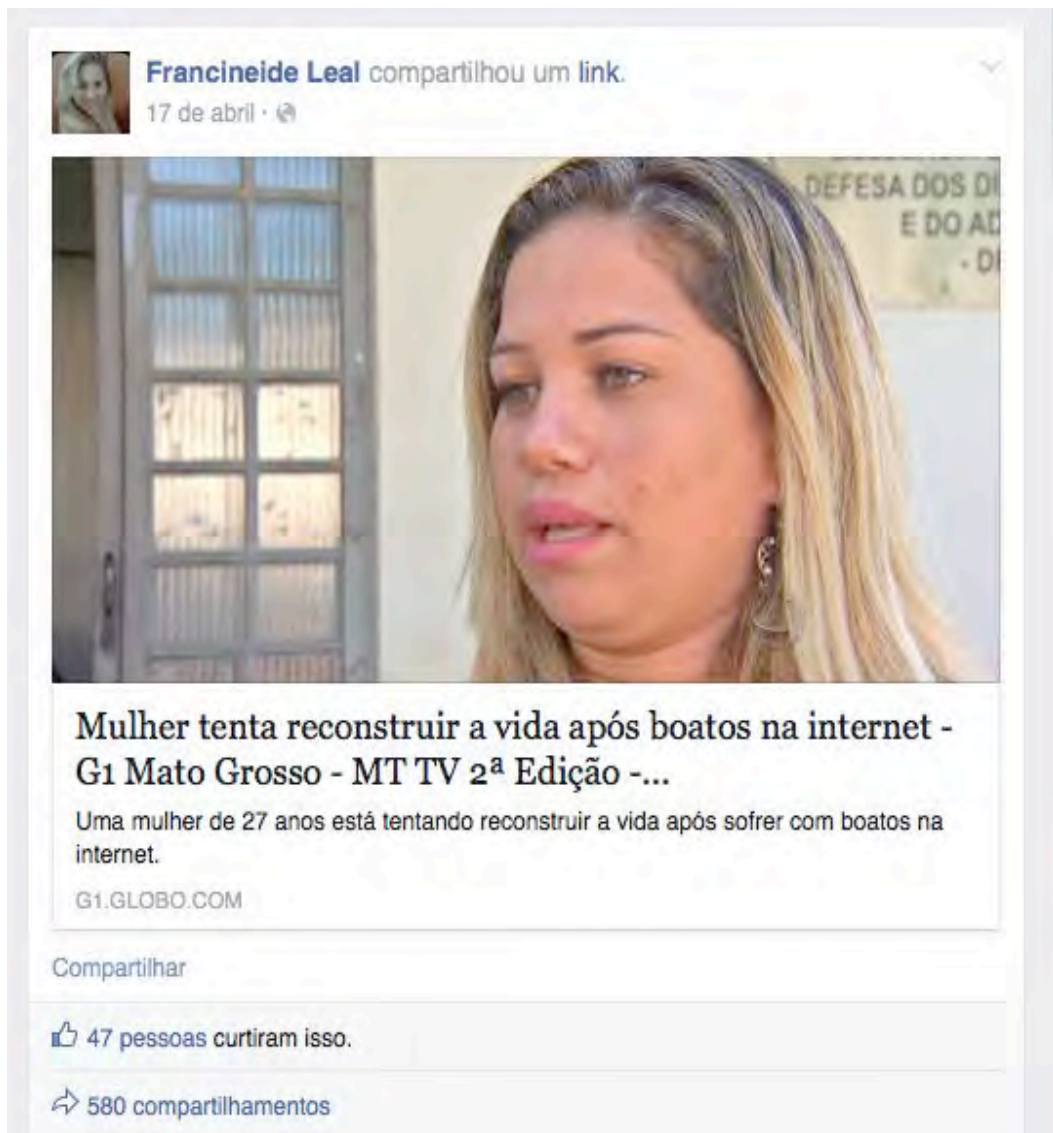 Francineide Leal compartilhou um link.
17 de abril ·
DEFESA DOS DI
E DO AD
- D
Mulher tenta reconstruir a vida após boatos na internet -
G1 Mato Grosso - MT TV 2ª Edição -...
Uma mulher de 27 anos está tentando reconstruir a vida após sofrer com boatos na
internet.
G1.GLOBO.COM
Compartilhar
47 pessoas curtiram isso.
580 compartilhamentos